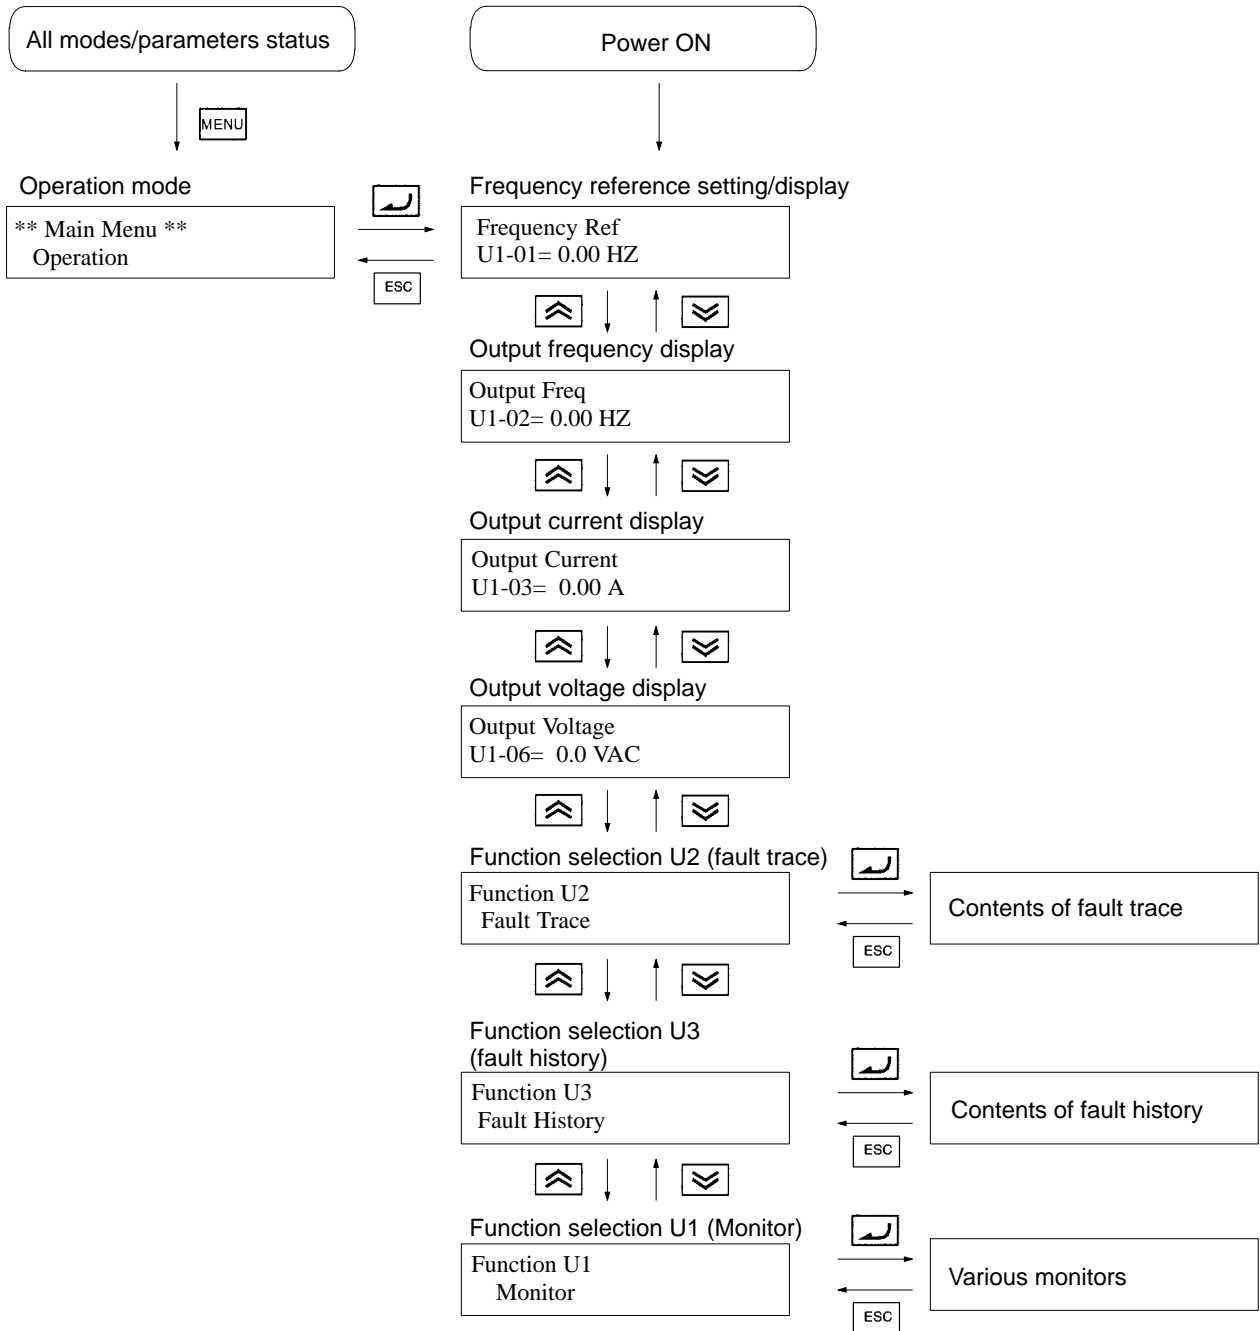 All modes/parameters status
Power ON
MENU
Operation mode
Frequency reference setting/display
** Main Menu **
Operation
Frequency Ref
U1-01= 0.00 HZ
ESC
Output frequency display
Output Freq
U1-02= 0.00 HZ
Output current display
Output Current
U1-03= 0.00 A
Output voltage display
Output Voltage
U1-06= 0.0 VAC
Function selection U2 (fault trace)
Function U2
Fault Trace
Contents of fault trace
ESC
Function selection U3
(fault history)
Function U3
Fault History
Contents of fault history
ESC
Function selection U1 (Monitor)
Function U1
Monitor
Various monitors
ESC